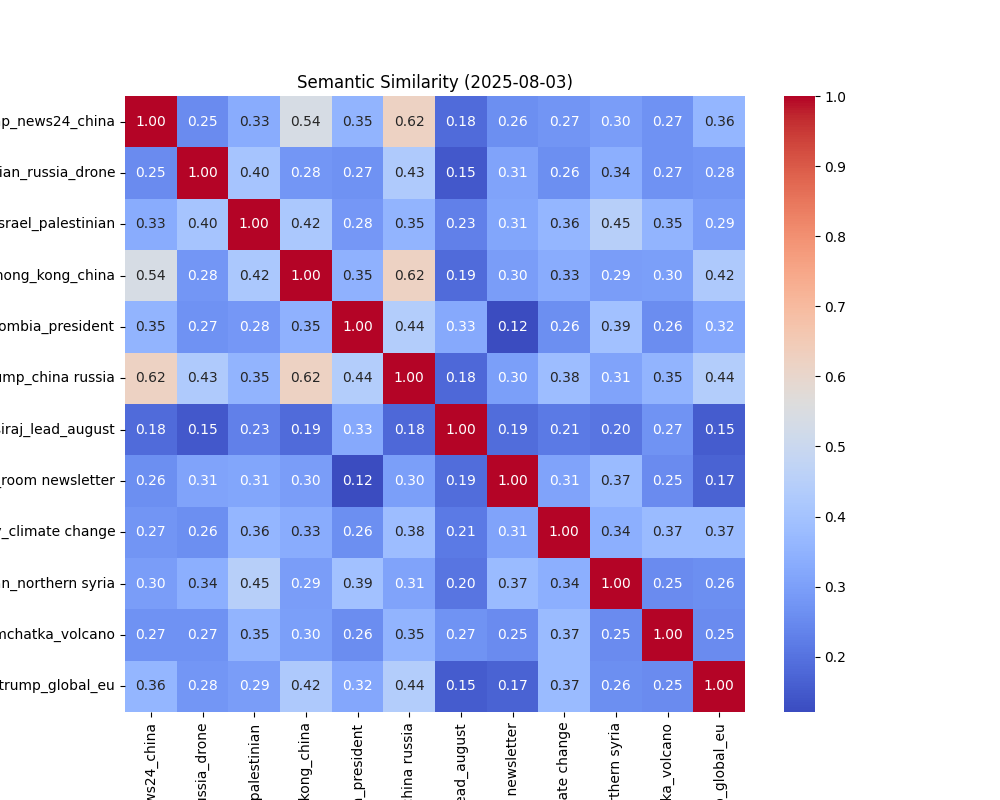 Semantic Similarity (2025-08-03)
p_news24_china 1.00 0.25 0.33 0.54 0.35 0.62 0.18 0.26 0.27 0.30 0.27 0.36
ian_russia_drone 0.25 1.00 0.40 0.28 0.27 0.43 0.15 0.31 0.26 0.34 0.27 0.28
srael_palestinian 0.33 0.40 1.00 0.42 0.28 0.35 0.23 0.31 0.36 0.45 0.35 0.29
hong_kong_china 0.54 0.28 0.42 1.00 0.35 0.62 0.19 0.30 0.33 0.29 0.30 0.42
ombia_president 0.35 0.27 0.28 0.35 1.00 0.44 0.33 0.12 0.26 0.39 0.26 0.32
ump_china russia 0.62 0.43 0.35 0.62 0.44 1.00 0.18 0.30 0.38 0.31 0.35 0.44
siraj_lead_august 0.18 0.15 0.23 0.19 0.33 0.18 1.00 0.19 0.21 0.20 0.27 0.15
room newsletter 0.26 0.31 0.31 0.30 0.12 0.30 0.19 1.00 0.31 0.37 0.25 0.17
_climate change 0.27 0.26 0.36 0.33 0.26 0.38 0.21 0.31 1.00 0.34 0.37 0.37
n_northern syria 0.30 0.34 0.45 0.29 0.39 0.31 0.20 0.37 0.34 1.00 0.25 0.26
mchatka_volcano 0.27 0.27 0.35 0.30 0.26 0.35 0.27 0.25 0.37 0.25 1.00 0.25
trump_global_eu 0.36 0.28 0.29 0.42 0.32 0.44 0.15 0.17 0.37 0.26 0.25 1.00
ws24_china
ussia_drone
palestinian
kong_china
_president
china russia
ead_august
newsletter
ate change
rthern syria
ka_volcano
_global_eu
1.0
0.9
0.8
0.7
0.6
0.5
0.4
0.3
0.2